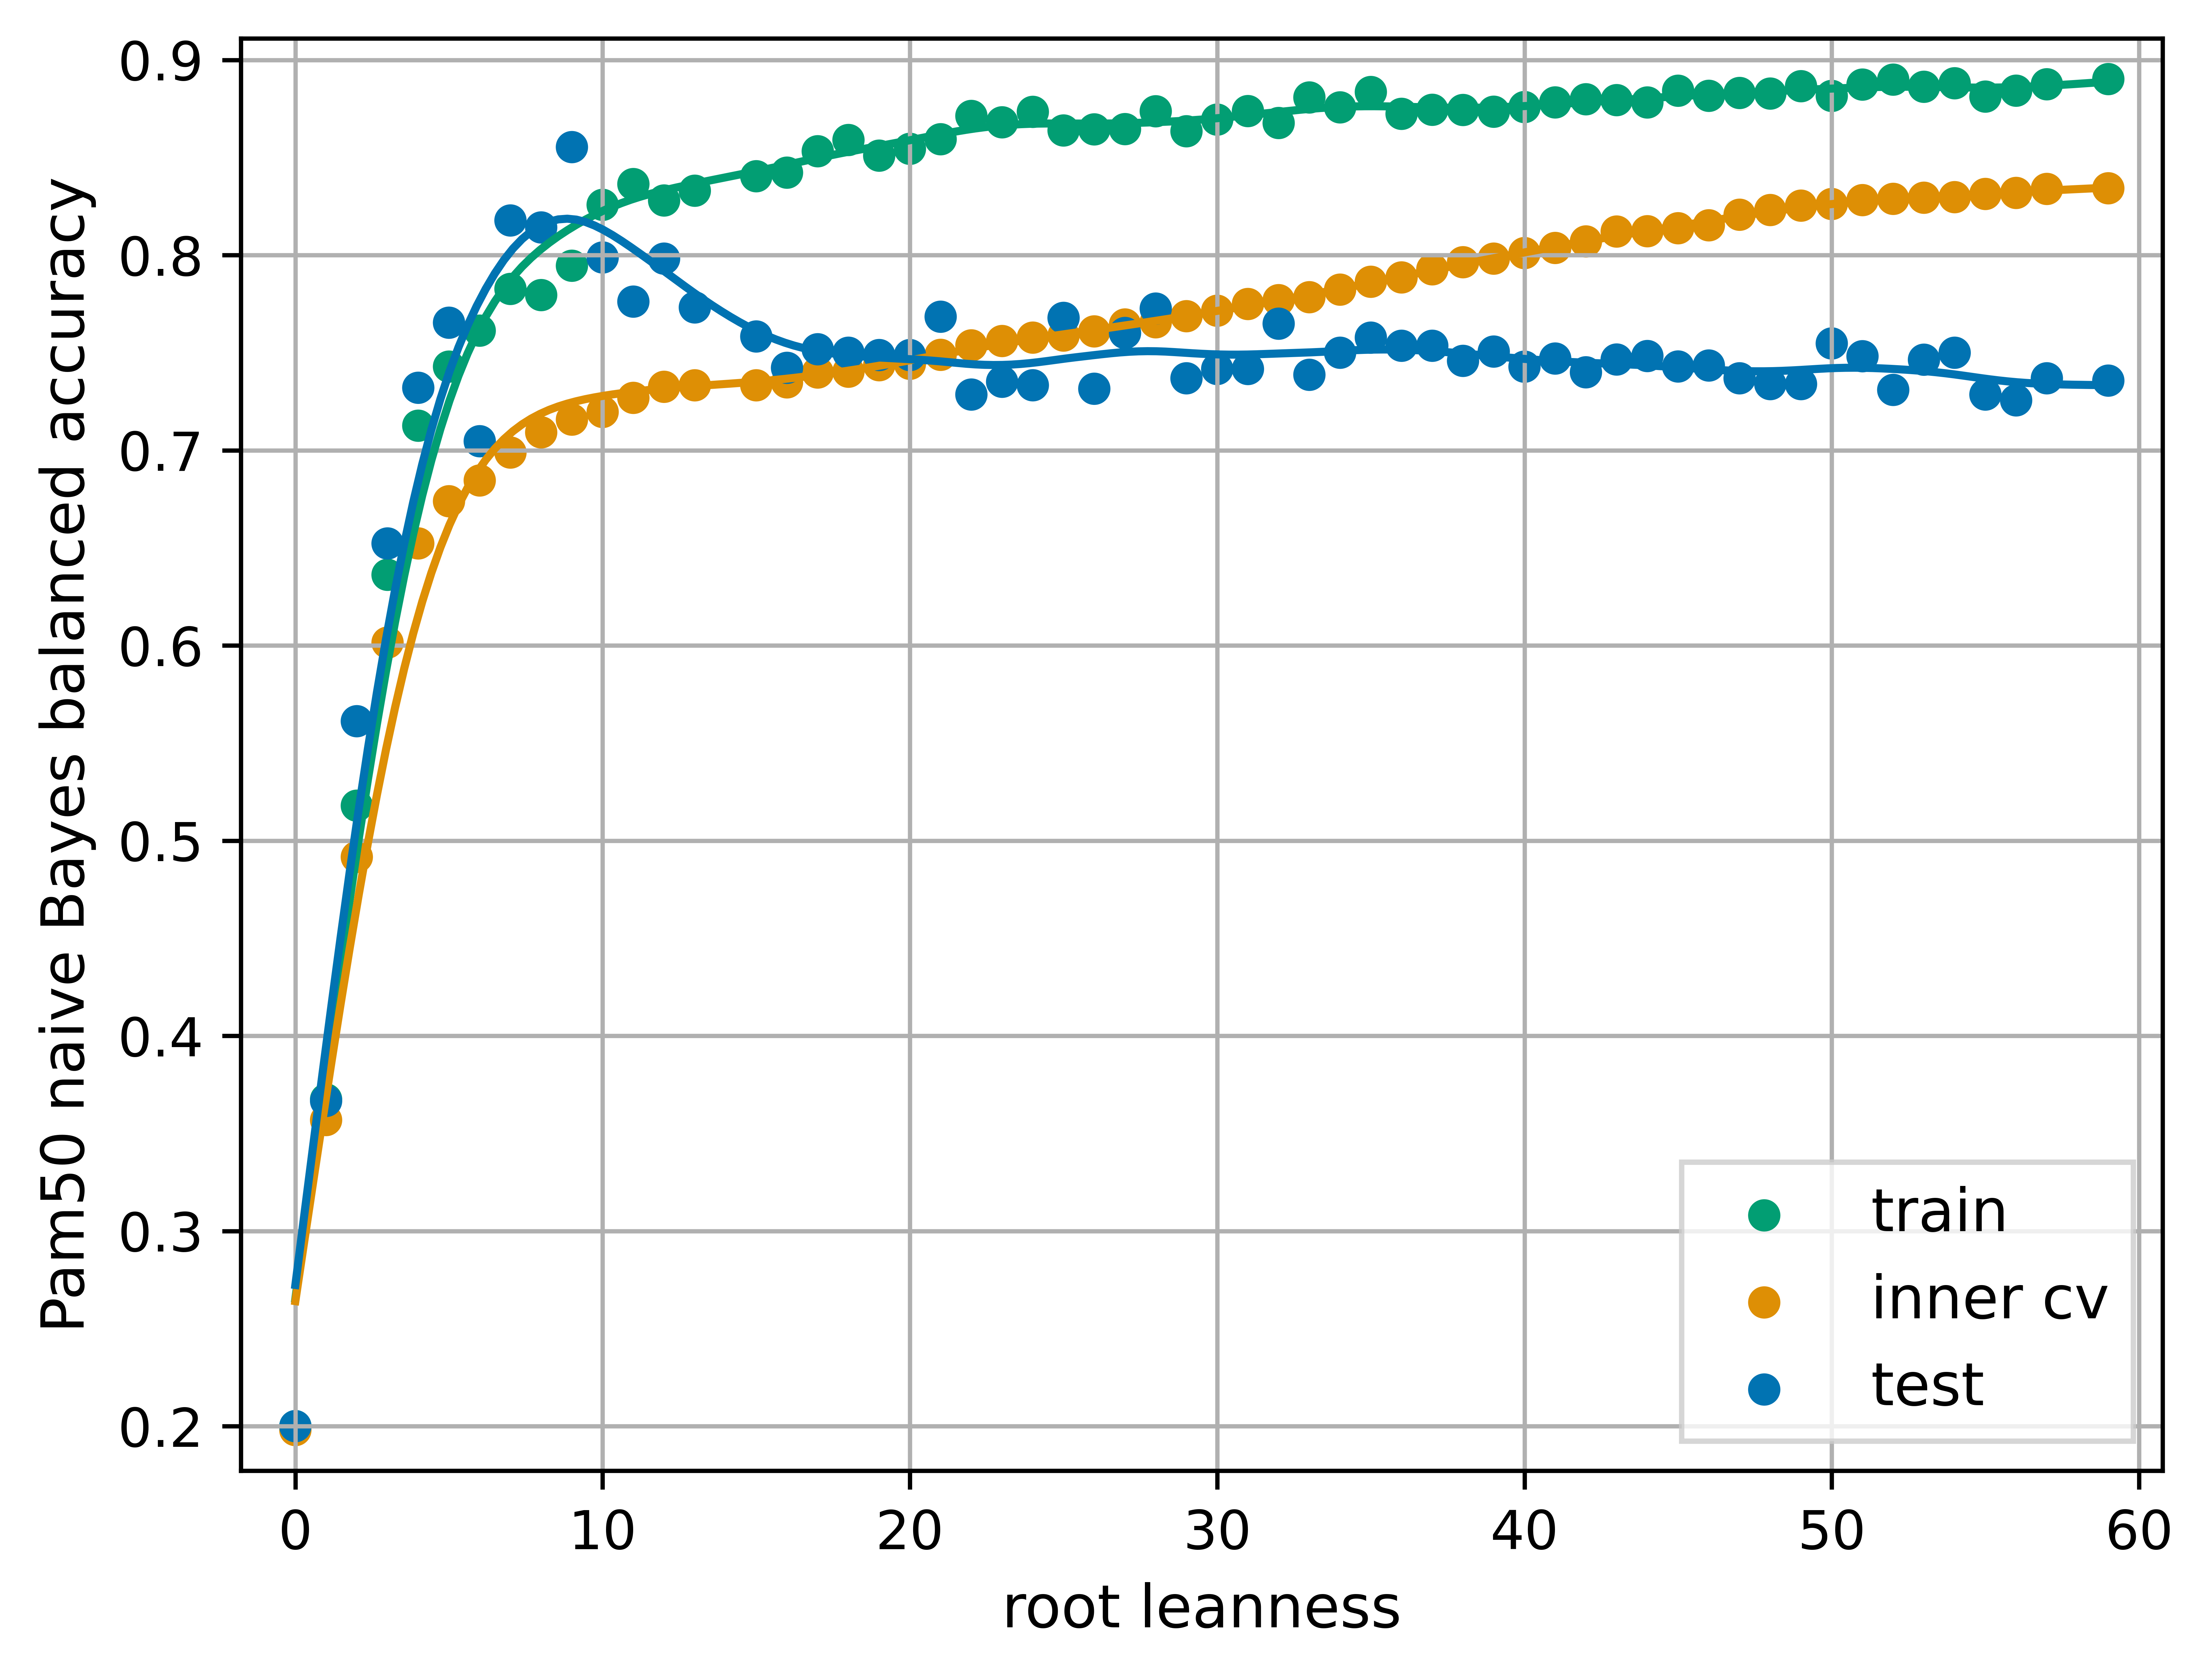 0.9
0.8
0.7
0.6
0.5
0.4
0.3
0.2
Pam50 naive Bayes balanced accuracy
train
inner cv
test
0 10 20 30 40 50 60
root leanness